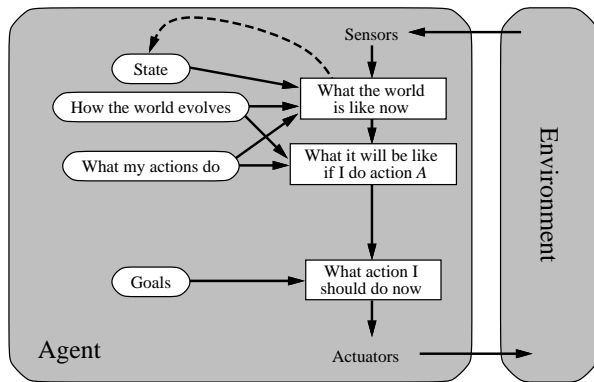 Sensors
State
What the world
is like now
How the world evolves
What my actions do
What it will be like
if I do action A
Environment
Goals
What action I
should do now
Agent
Actuators